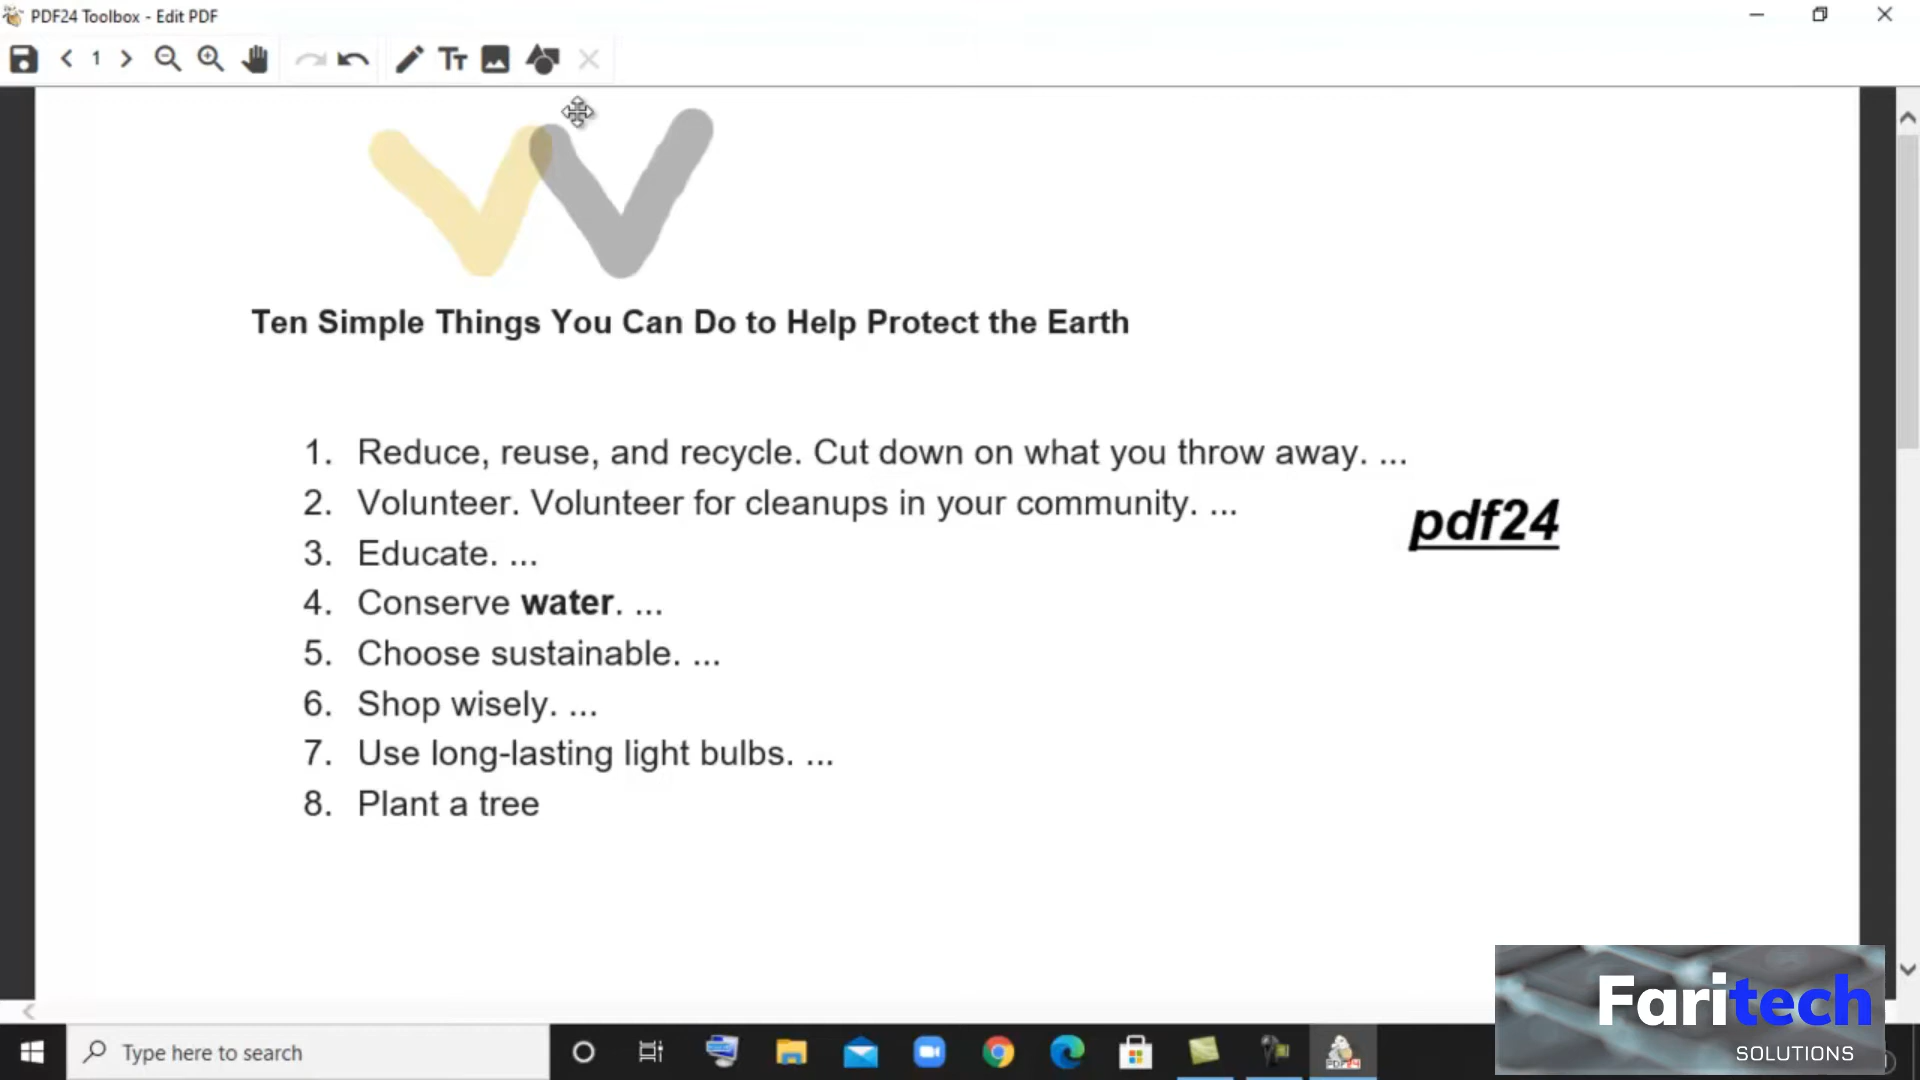 PDF24 Toolbox - Edit PDF
1
Ten Simple Things You Can Do to Help Protect the Earth
1. Reduce, reuse, and recycle. Cut down on what you throw away. ...
2. Volunteer. Volunteer for cleanups in your community. ...
pdf24
3. Educate. ...
4. Conserve water. ...
5. Choose sustainable. ...
6. Shop wisely. ...
7. Use long-lasting light bulbs. ...
8. Plant a tree
Faritech
SOLUTIONS
Type here to search
PDF24